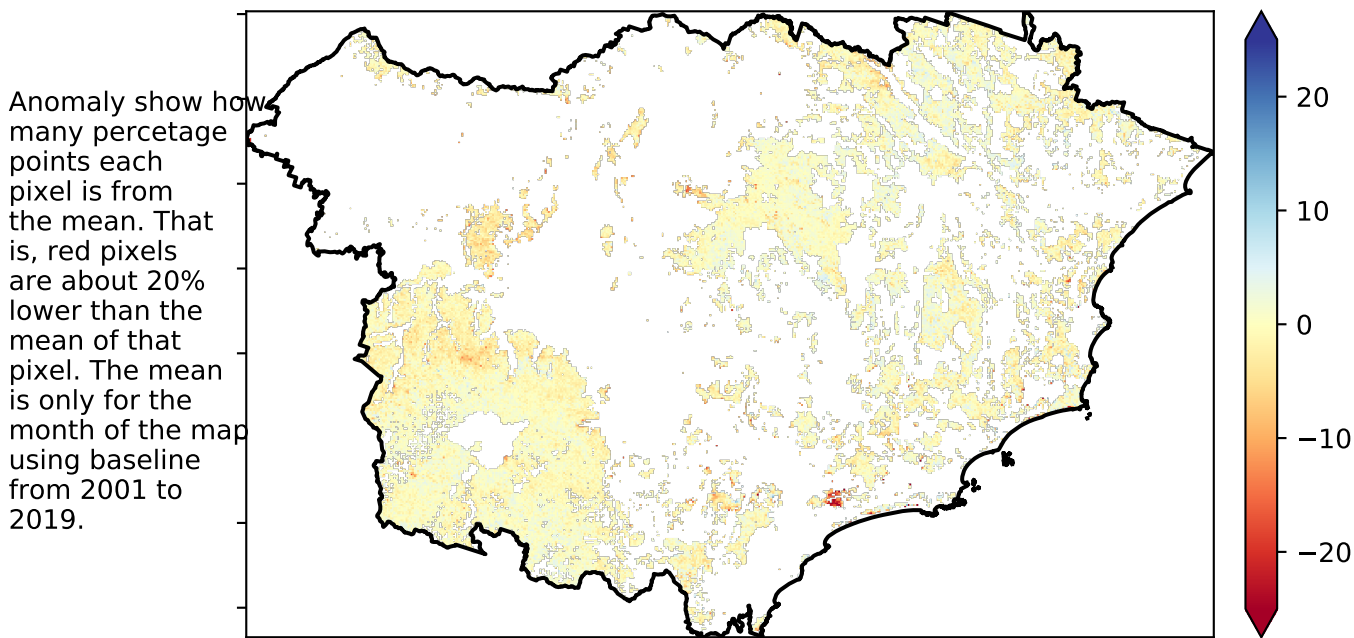 Anomaly show how
many percetage
points each
pixel is from
the mean. That
is, red pixels
are about 20%
lower than the
mean of that
pixel. The mean
is only for the
month of the map
using baseline
from 2001 to
2019.
20
10
0
−10
−20